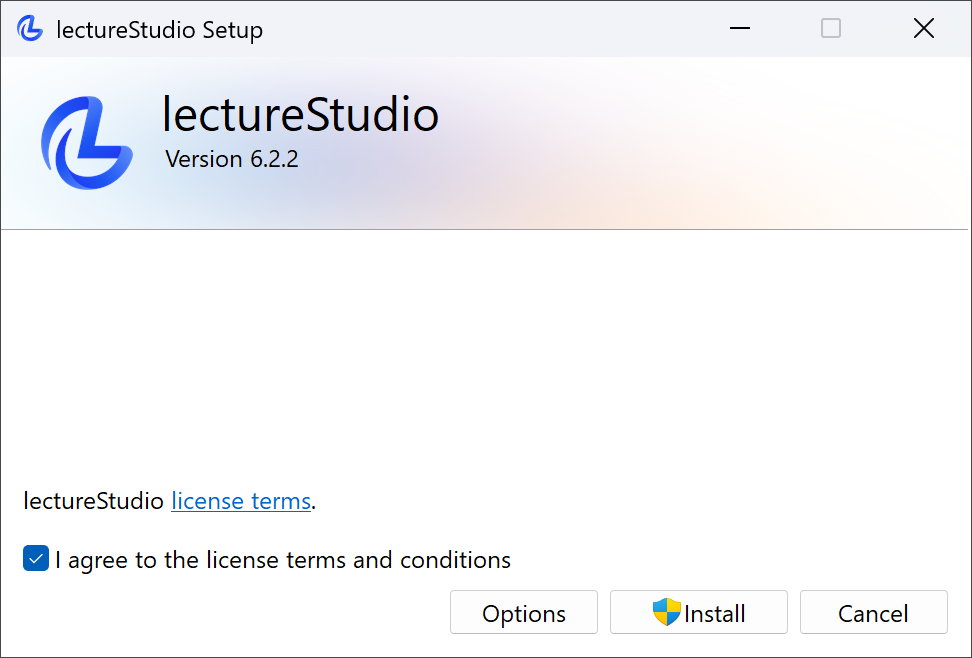 lectureStudio Setup
lectureStudio
Version 6.2.2
lectureStudio license terms.
I agree to the license terms and conditions
Options
Install
Cancel